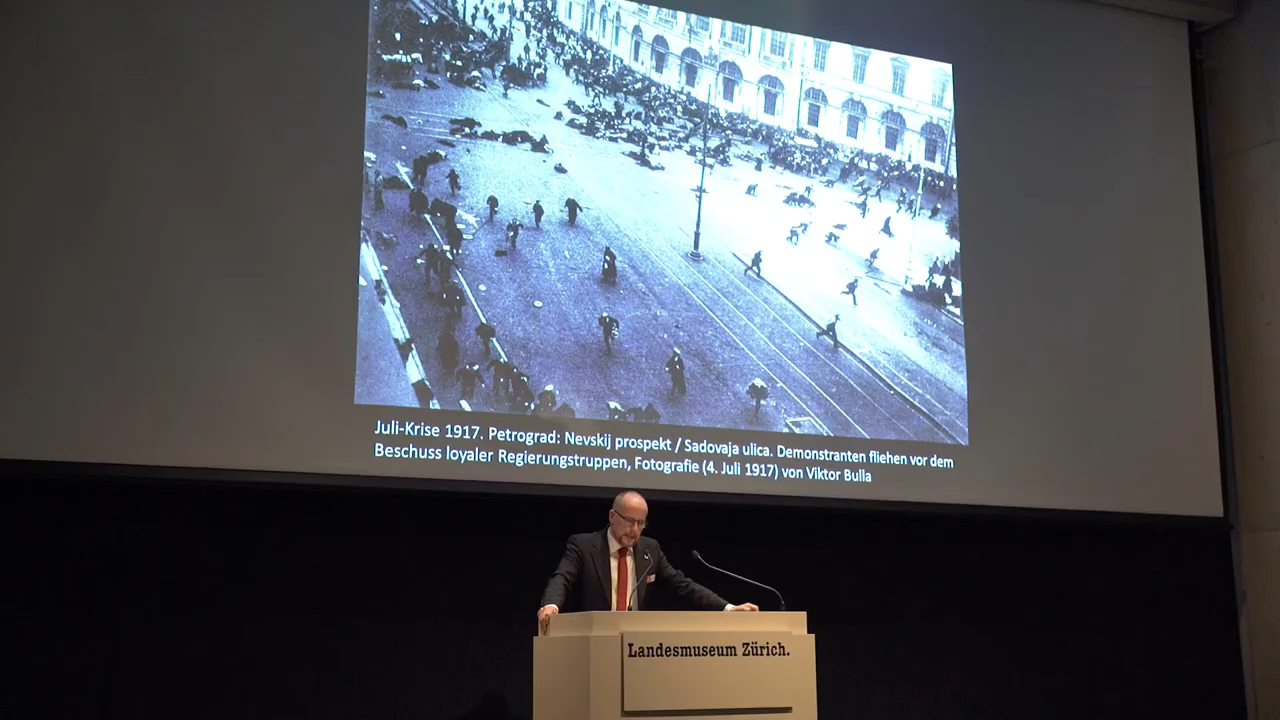 Juli-Krise 1917. Petrograd: Nevskij prospekt / Sadovaja ulica. Demonstranten fliehen vor dem
Beschuss loyaler Regierungstruppen, Fotografie (4. Juli 1917) von Viktor Bulla
Landesmuseum Zürich.